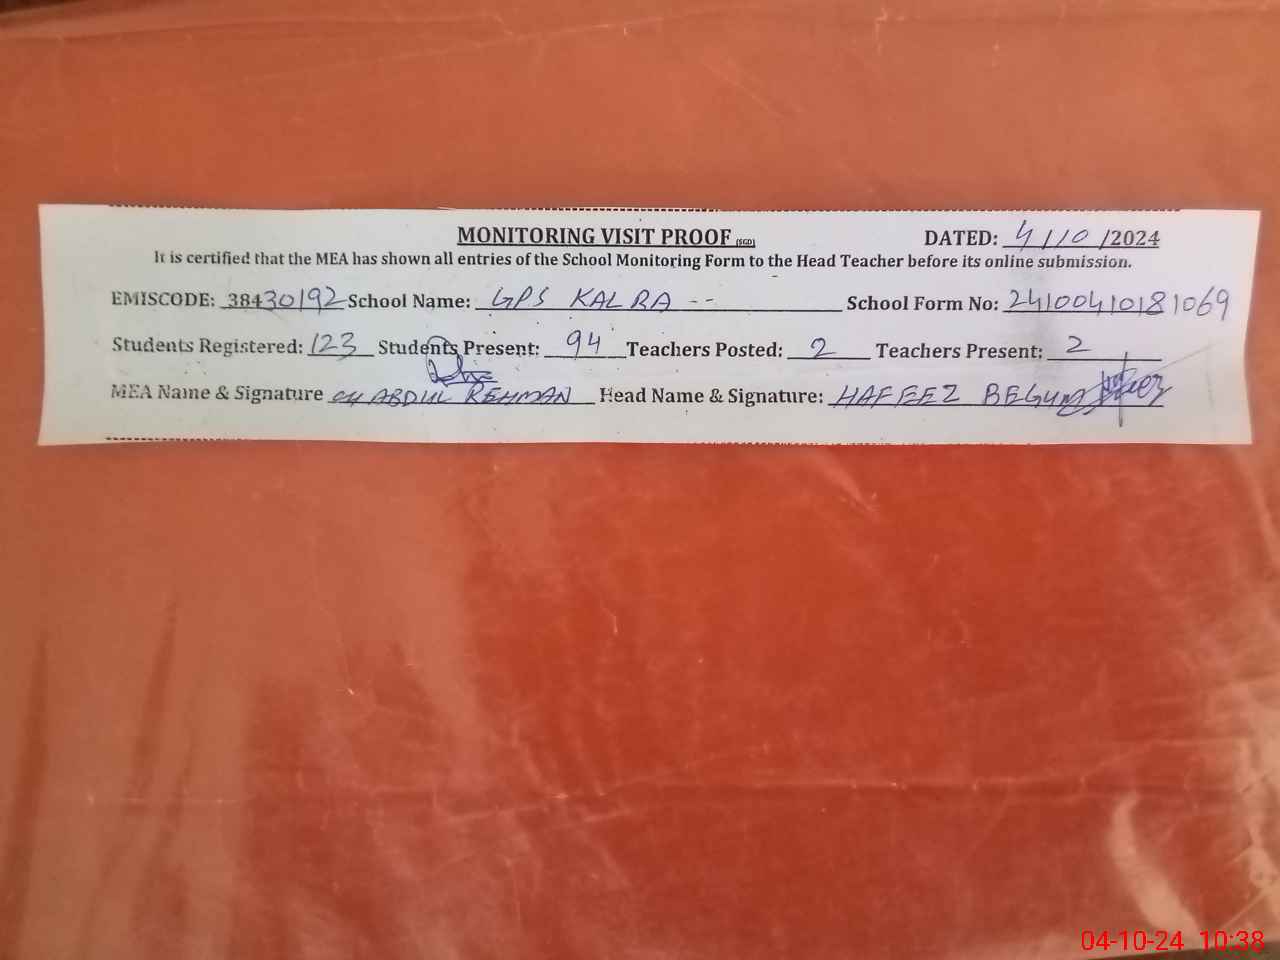 MONITORING VISIT PROOF (SGD) DATED: 4/10/2024
It is certified that the MEA has shown all entries of the School Monitoring Form to the Head Teacher before its online submission.
EMISCODE: 38430192 School Name: GPS KALRA -- School Form No: 24100410181069
Students Registered: 123 Students Present: 94 Teachers Posted: 2 Teachers Present: 2
MEA Name & Signature CH ABDUL REHMAN Head Name & Signature: HAFEEZ BEGUM
04-10-24 10:38